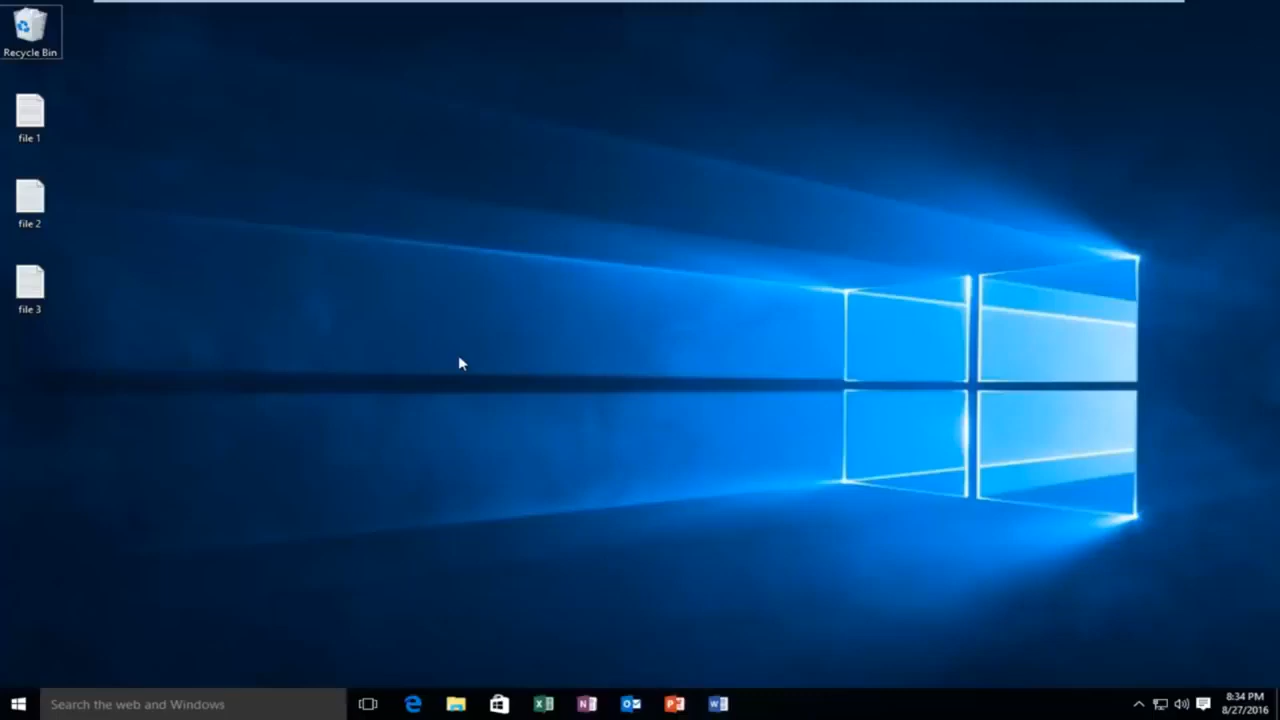 Recycle Bin
file 1
file 2
file 3
Search the web and Windows
8:34 PM
8/27/2016